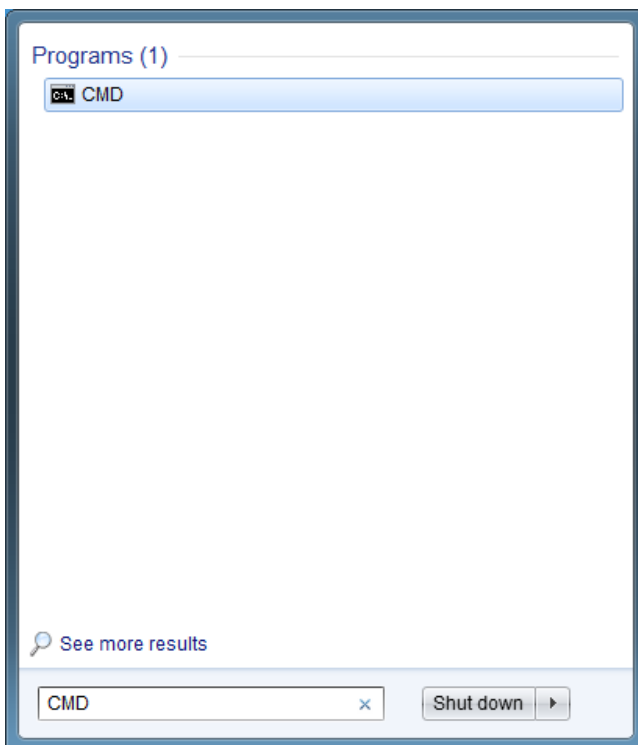 Programs (1)
C:\. CMD
See more results
CMD × Shut down